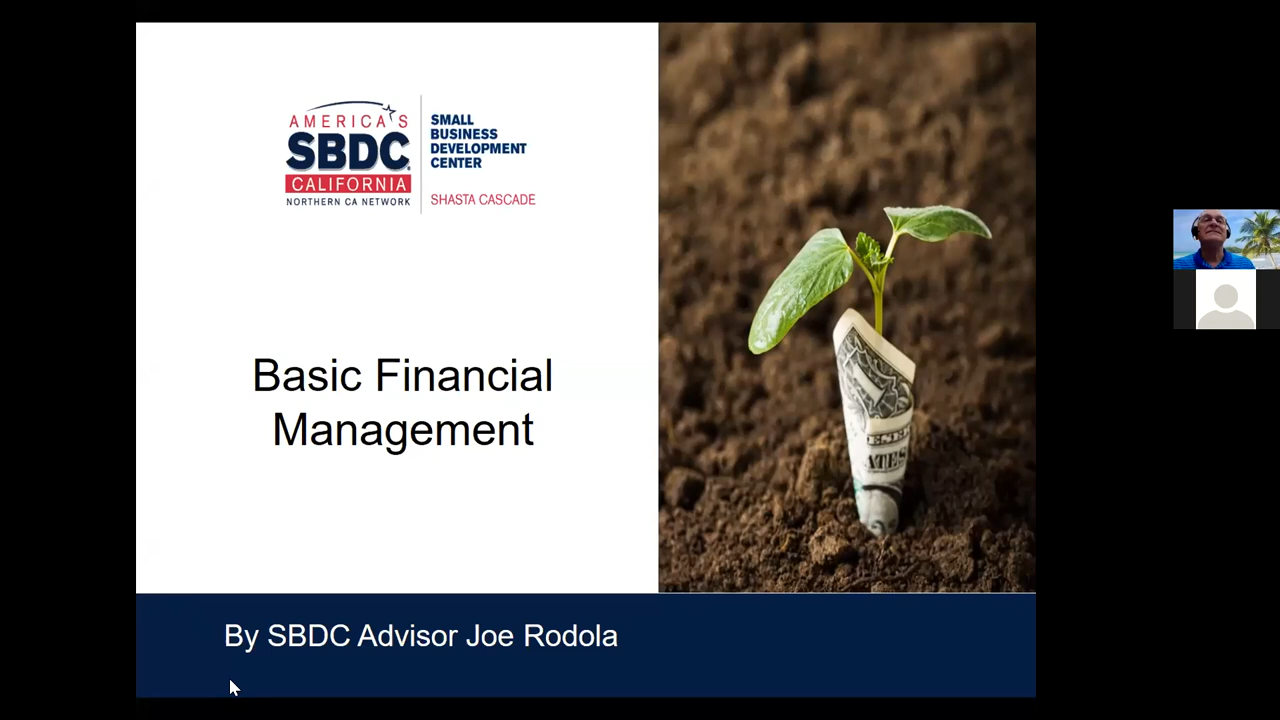 AMERICA'S
SBDC
CALIFORNIA
NORTHERN CA NETWORK
SMALL
BUSINESS
DEVELOPMENT
CENTER
SHASTA CASCADE
Basic Financial
Management
By SBDC Advisor Joe Rodola